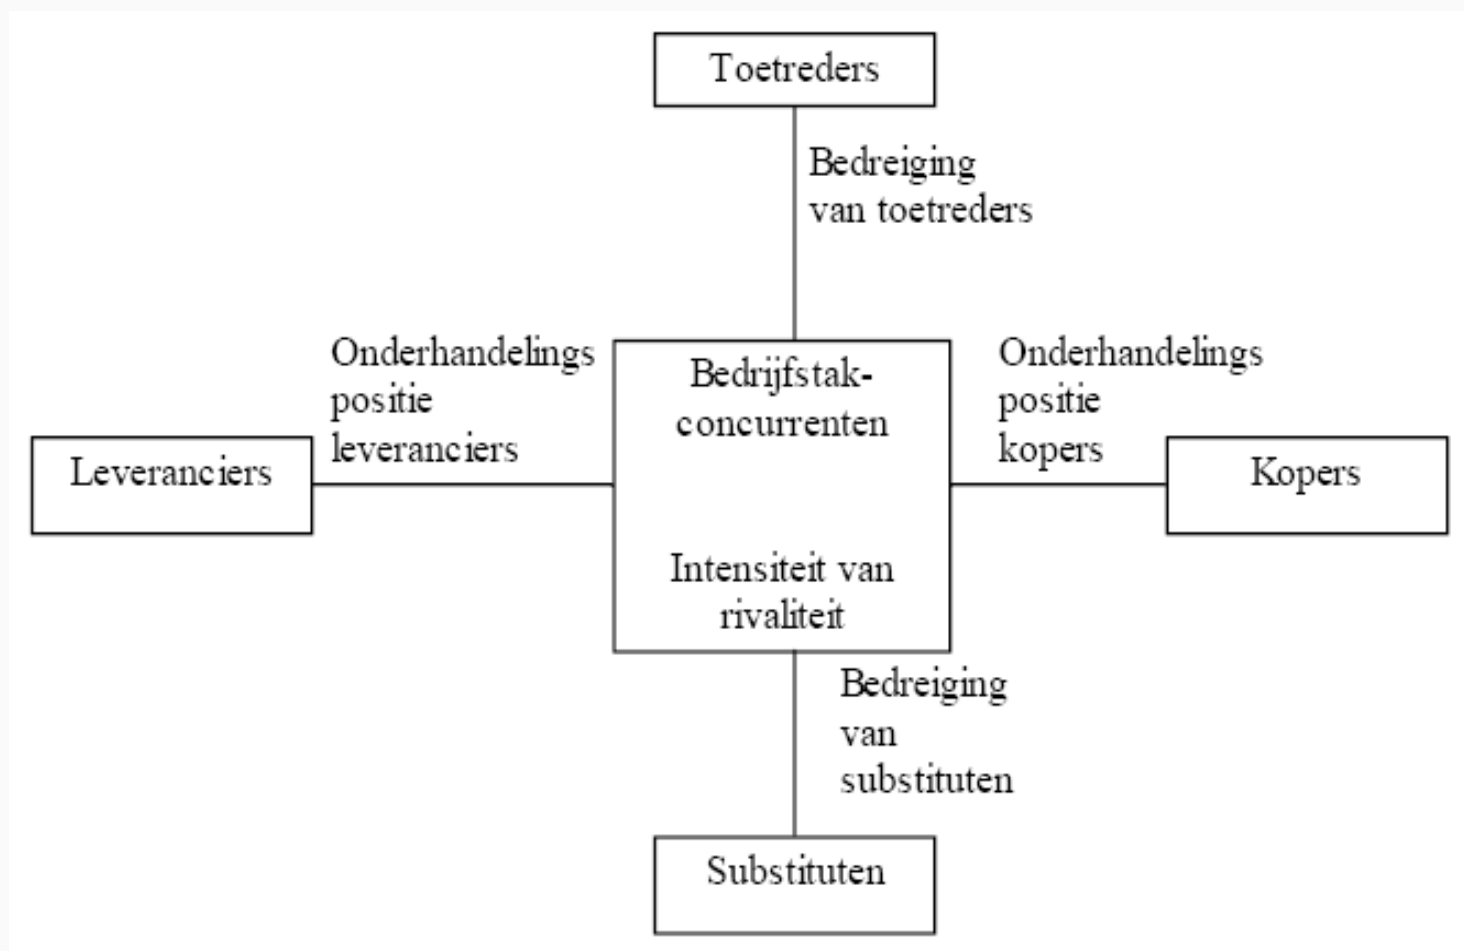 Toetreders
Bedreiging
van toetreders
Onderhandelings
positie
leveranciers
Leveranciers
Bedrijfstak-
concurrenten
Intensiteit van
rivaliteit
Onderhandelings
positie
kopers
Kopers
Bedreiging
van
substituten
Substituten